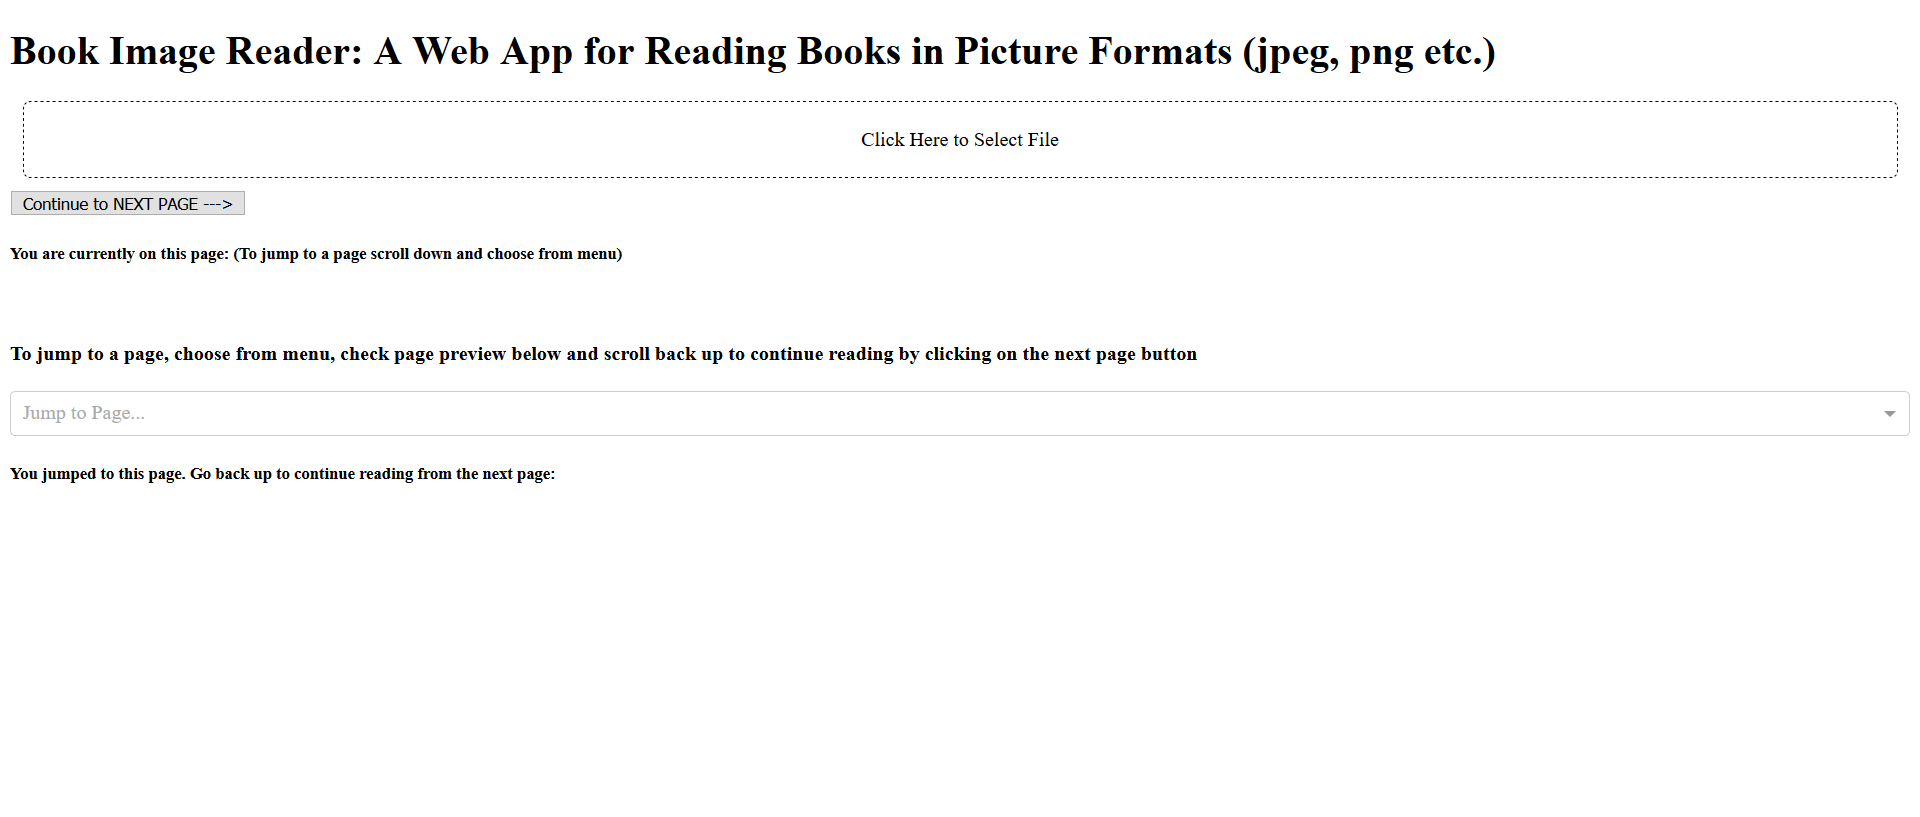 Book Image Reader: A Web App for Reading Books in Picture Formats (jpeg, png etc.)
Click Here to Select File
Continue to NEXT PAGE --->
You are currently on this page: (To jump to a page scroll down and choose from menu)
To jump to a page, choose from menu, check page preview below and scroll back up to continue reading by clicking on the next page button
Jump to Page...
You jumped to this page. Go back up to continue reading from the next page: